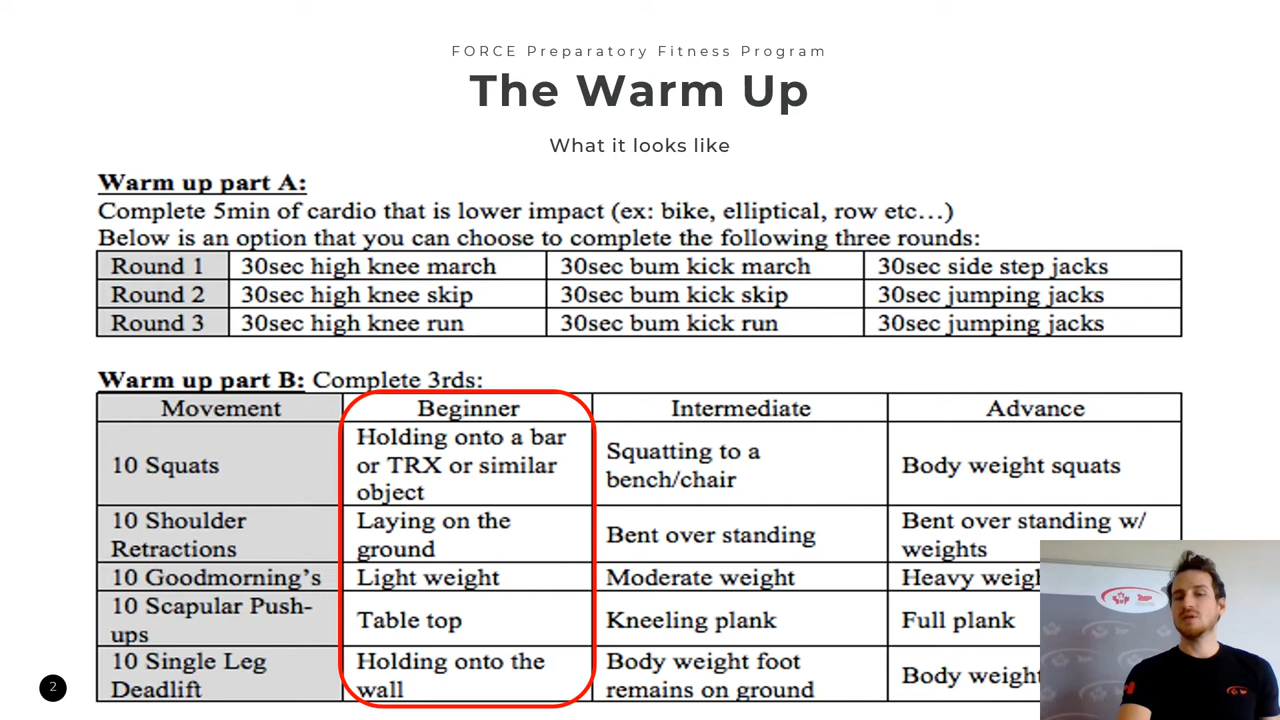 FORCE Preparatory Fitness Program
The Warm Up
What it looks like
Warm up part A:
Complete 5min of cardio that is lower impact (ex: bike, elliptical, row etc…)
Below is an option that you can choose to complete the following three rounds:
Round 1 30sec high knee march 30sec bum kick march 30sec side step jacks
Round 2 30sec high knee skip 30sec bum kick skip 30sec jumping jacks
Round 3 30sec high knee run 30sec bum kick run 30sec jumping jacks
Warm up part B: Complete 3rds:
Movement Beginner Intermediate Advance
10 Squats
Holding onto a bar
or TRX or similar
object
Squatting to a
bench/chair
Body weight squats
10 Shoulder
Retractions
Laying on the
ground
Bent over standing
Bent over standing w/
weights
10 Goodmorning's Light weight Moderate weight Heavy
10 Scapular Push-
ups
Table top
Kneeling plank
Full plank
10 Single Leg
Deadlift
Holding onto the
wall
Body weight foot
remains on ground
Body weight
2